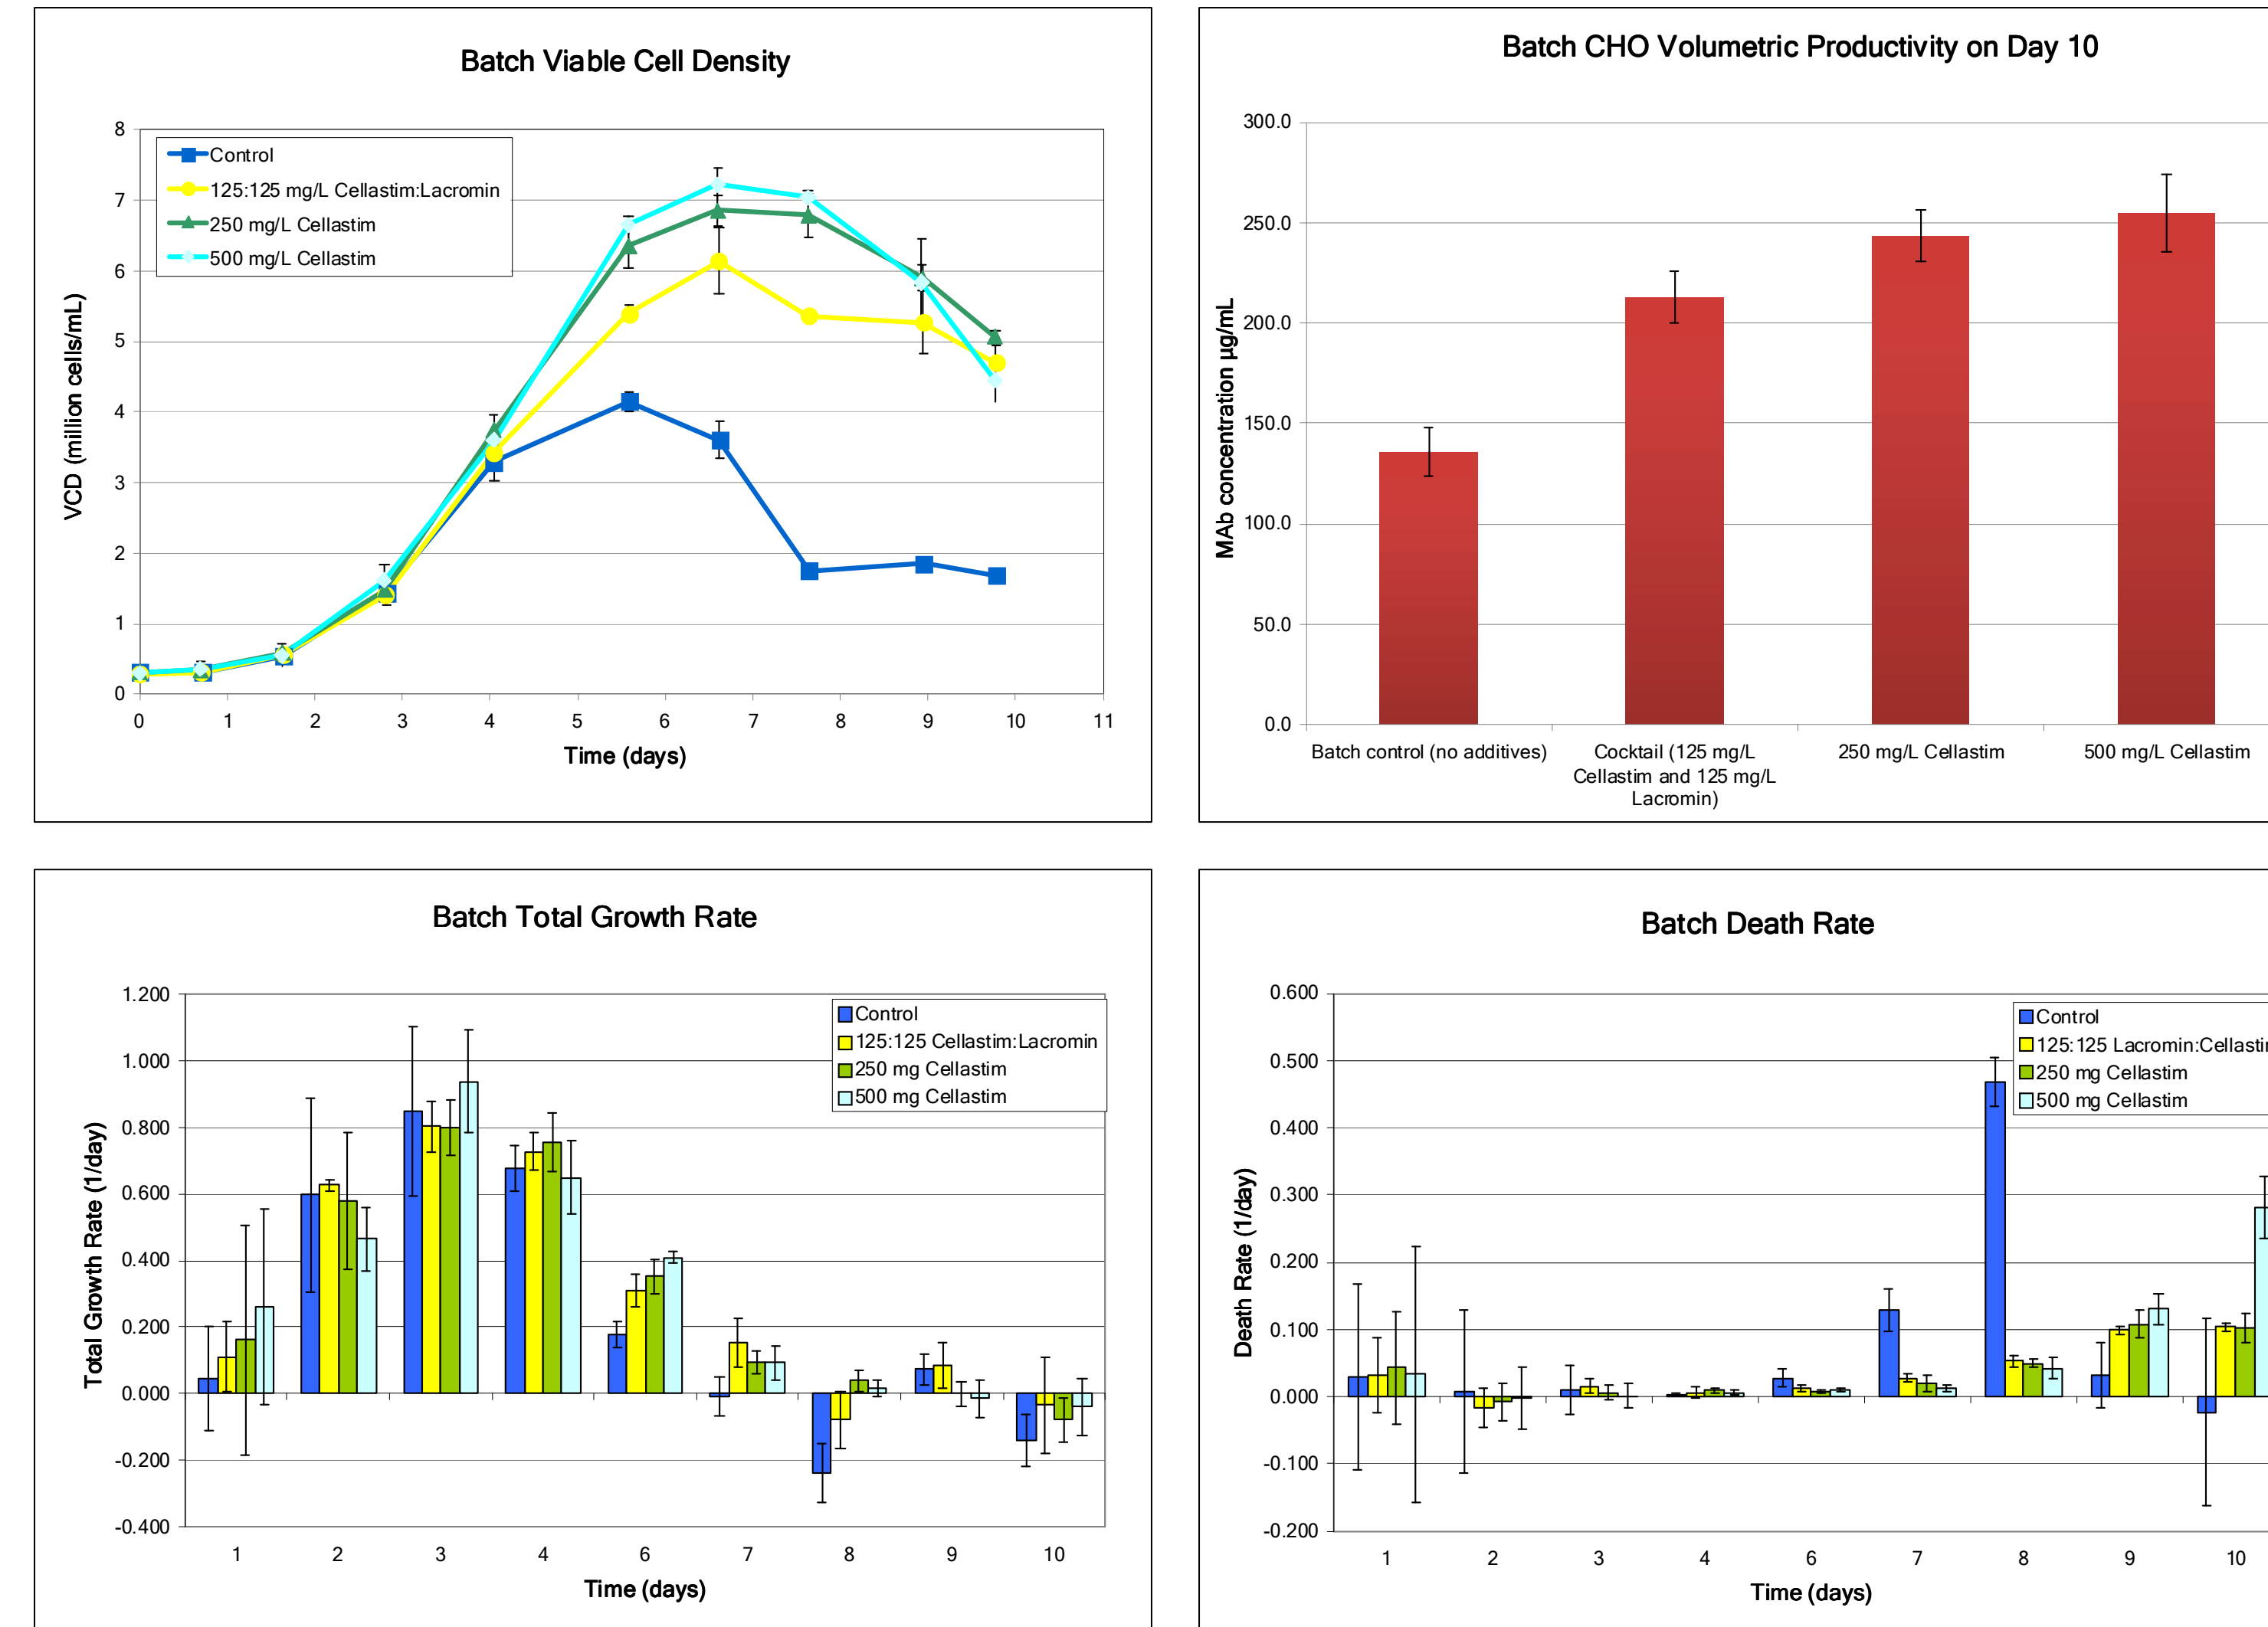 Batch Viable Cell Density
8
7
6
5
4
3
2
1
0
VCD (million cells/mL)
Control
125:125 mg/L Cellastim:Lacromin
250 mg/L Cellastim
500 mg/L Cellastim
0 1 2 3 4 5 6 7 8 9 10 11
Time (days)
Batch CHO Volumetric Productivity on Day 10
300.0
250.0
200.0
150.0
100.0
50.0
0.0
MAb concentration µg/mL
Batch control (no additives)
Cocktail (125 mg/L
Cellastim and 125 mg/L
Lacromin)
250 mg/L Cellastim
500 mg/L Cellastim
Batch Total Growth Rate
1.200
1.000
0.800
0.600
0.400
0.200
0.000
-0.200
-0.400
Total Growth Rate (1/day)
Control
125:125 Cellastim:Lacromin
250 mg Cellastim
500 mg Cellastim
1 2 3 4 6 7 8 9 10
Time (days)
Batch Death Rate
0.600
0.500
0.400
0.300
0.200
0.100
0.000
-0.100
-0.200
Death Rate (1/day)
Control
125:125 Lacromin:Cellasti
250 mg Cellastim
500 mg Cellastim
1 2 3 4 6 7 8 9 10
Time (days)